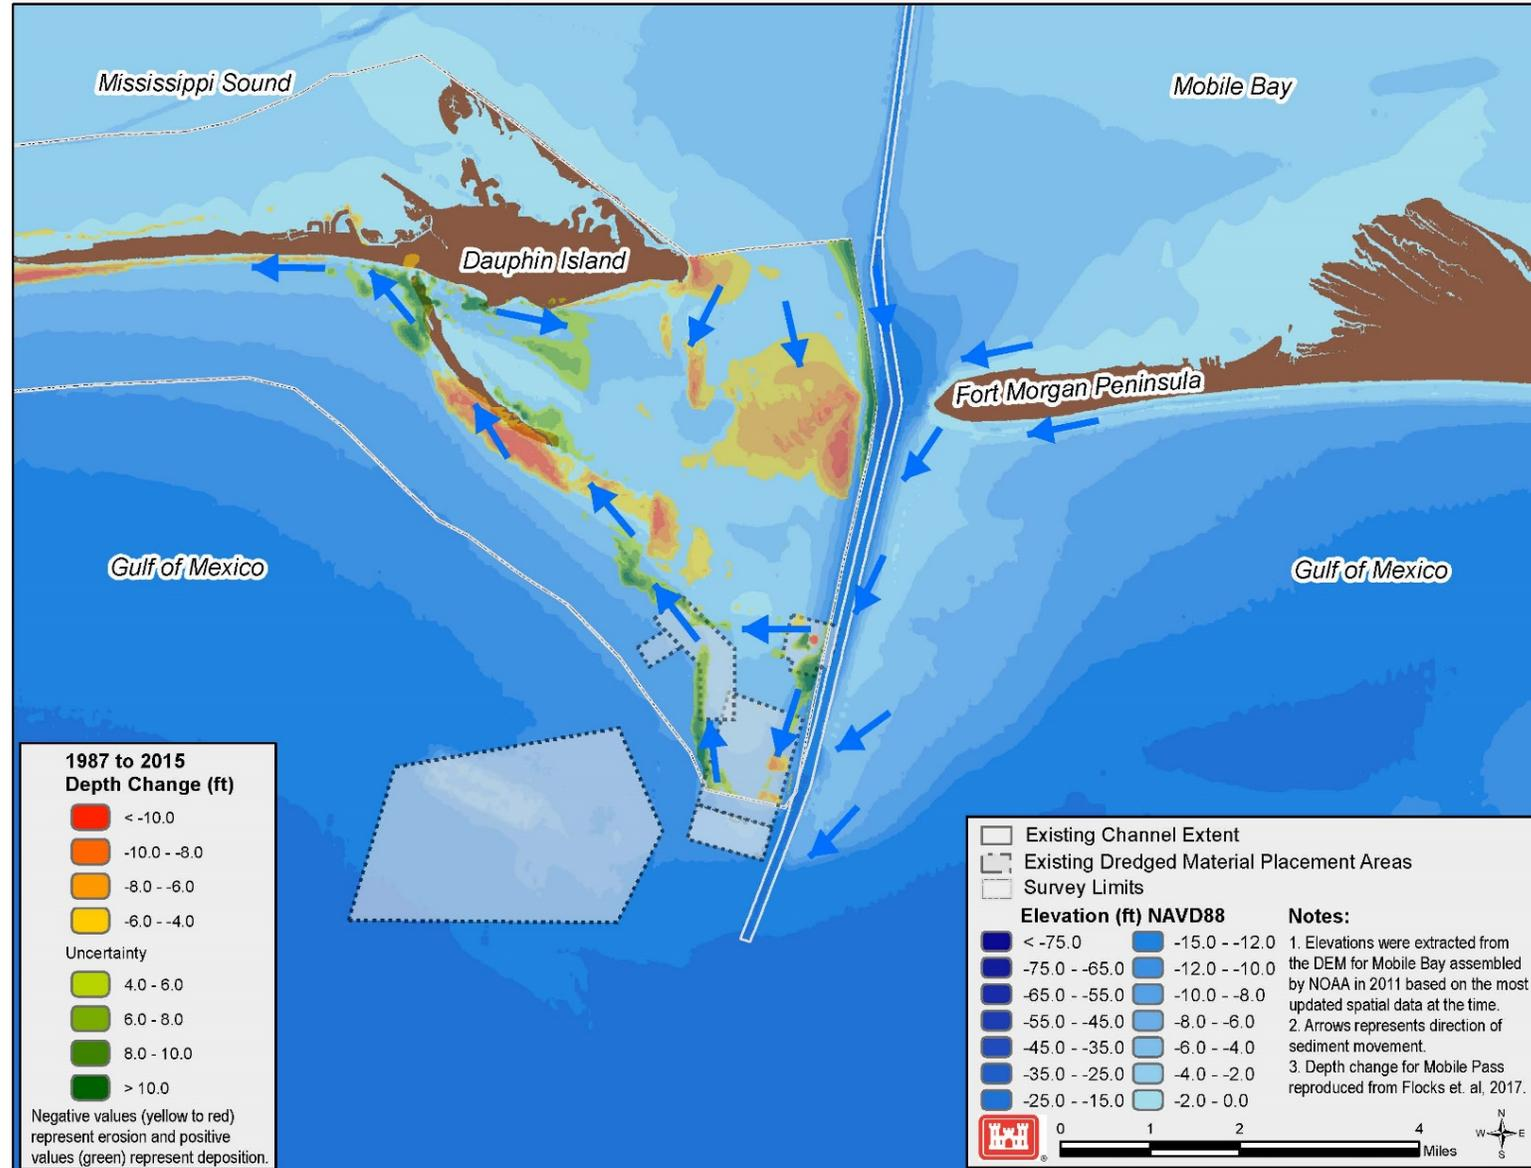 Mississippi Sound
Mobile Bay
Dauphin Island
Fort Morgan Peninsula
Gulf of Mexico
Gulf of Mexico
1987 to 2015
Depth Change (ft)
< -10.0
-10.0 - -8.0
-8.0 - -6.0
-6.0 - -4.0
Uncertainty
4.0 - 6.0
6.0 - 8.0
8.0 - 10.0
> 10.0
Negative values (yellow to red)
represent erosion and positive
values (green) represent deposition.
Existing Channel Extent
Existing Dredged Material Placement Areas
Survey Limits
Elevation (ft) NAVD88
< -75.0
-75.0 - -65.0
-65.0 - -55.0
-55.0 - -45.0
-45.0 - -35.0
-35.0 - -25.0
-25.0 - -15.0
-15.0 - -12.0
-12.0 - -10.0
-10.0 - -8.0
-8.0 - -6.0
-6.0 - -4.0
-4.0 - -2.0
-2.0 - 0.0
Notes:
1. Elevations were extracted from
the DEM for Mobile Bay assembled
by NOAA in 2011 based on the most
updated spatial data at the time.
2. Arrows represents direction of
sediment movement.
3. Depth change for Mobile Pass
reproduced from Flocks et. al, 2017.
®
0 1 2 4
Miles
N
W E
S